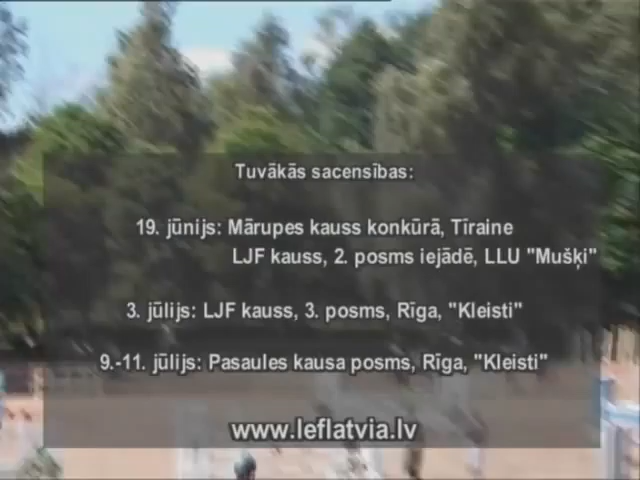 Tuvākās sacensības:
19. jūnijs: Mārupes kauss konkūrā, Tīraine
LJF kauss, 2. posms iejādē, LLU "Mušķi"
3. jūlijs: LJF kauss, 3. posms, Rīga, "Kleisti"
9.-11. jūlijs: Pasaules kausa posms, Rīga, "Kleisti"
www.leflatvia.lv